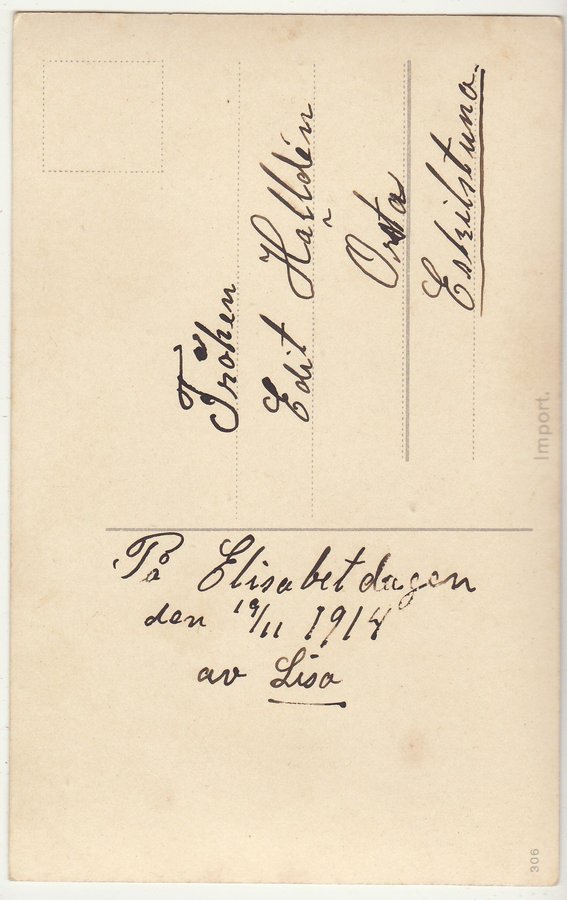 Fröken
Edit Halldén
Orsta
Eskilstuna.
På Elisabetdagen
den 19/11 1914
av Lisa
Import.
306